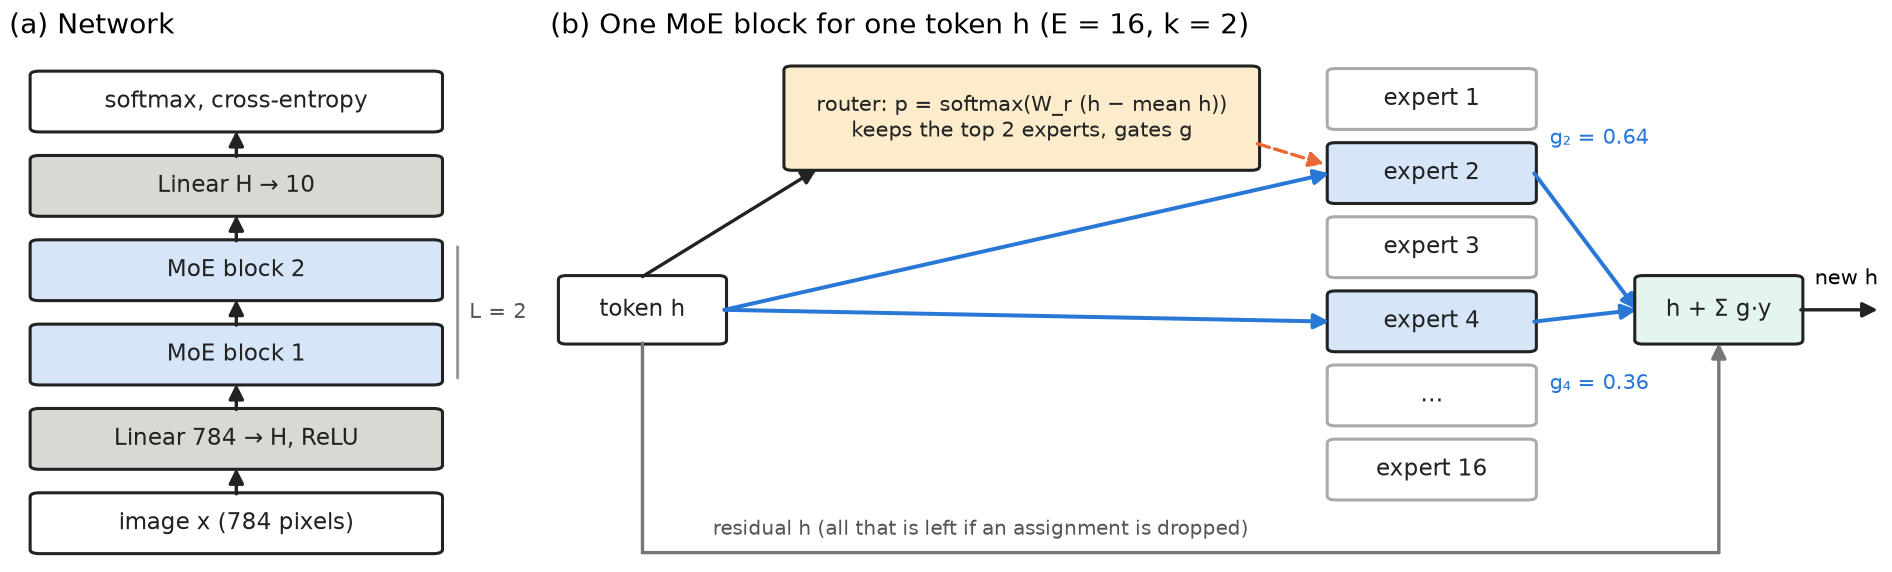 (a) Network
softmax, cross-entropy
Linear H → 10
MoE block 2
MoE block 1
L = 2
Linear 784 → H, ReLU
image x (784 pixels)
(b) One MoE block for one token h (E = 16, k = 2)
router: p = softmax(W_r (h − mean h))
keeps the top 2 experts, gates g
token h
expert 1
expert 2
expert 3
expert 4
...
expert 16
g₂ = 0.64
g₄ = 0.36
h + Σ g·y
new h
residual h (all that is left if an assignment is dropped)